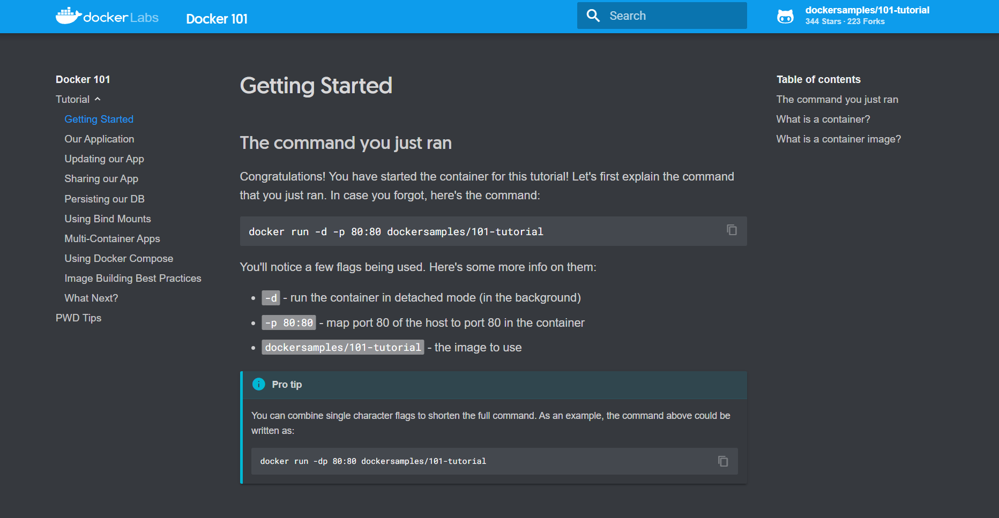 dockerLabs
Docker 101
Search
dockersamples/101-tutorial
344 Stars · 223 Forks
Docker 101
Tutorial
Getting Started
Our Application
Updating our App
Sharing our App
Persisting our DB
Using Bind Mounts
Multi-Container Apps
Using Docker Compose
Image Building Best Practices
What Next?
PWD Tips
Getting Started
The command you just ran
Congratulations! You have started the container for this tutorial! Let's first explain the command
that you just ran. In case you forgot, here's the command:
docker run -d -p 80:80 dockersamples/101-tutorial
You'll notice a few flags being used. Here's some more info on them:
• -d - run the container in detached mode (in the background)
• -p 80:80 - map port 80 of the host to port 80 in the container
• dockersamples/101-tutorial - the image to use
Pro tip
You can combine single character flags to shorten the full command. As an example, the command above could be
written as:
docker run -dp 80:80 dockersamples/101-tutorial
Table of contents
The command you just ran
What is a container?
What is a container image?